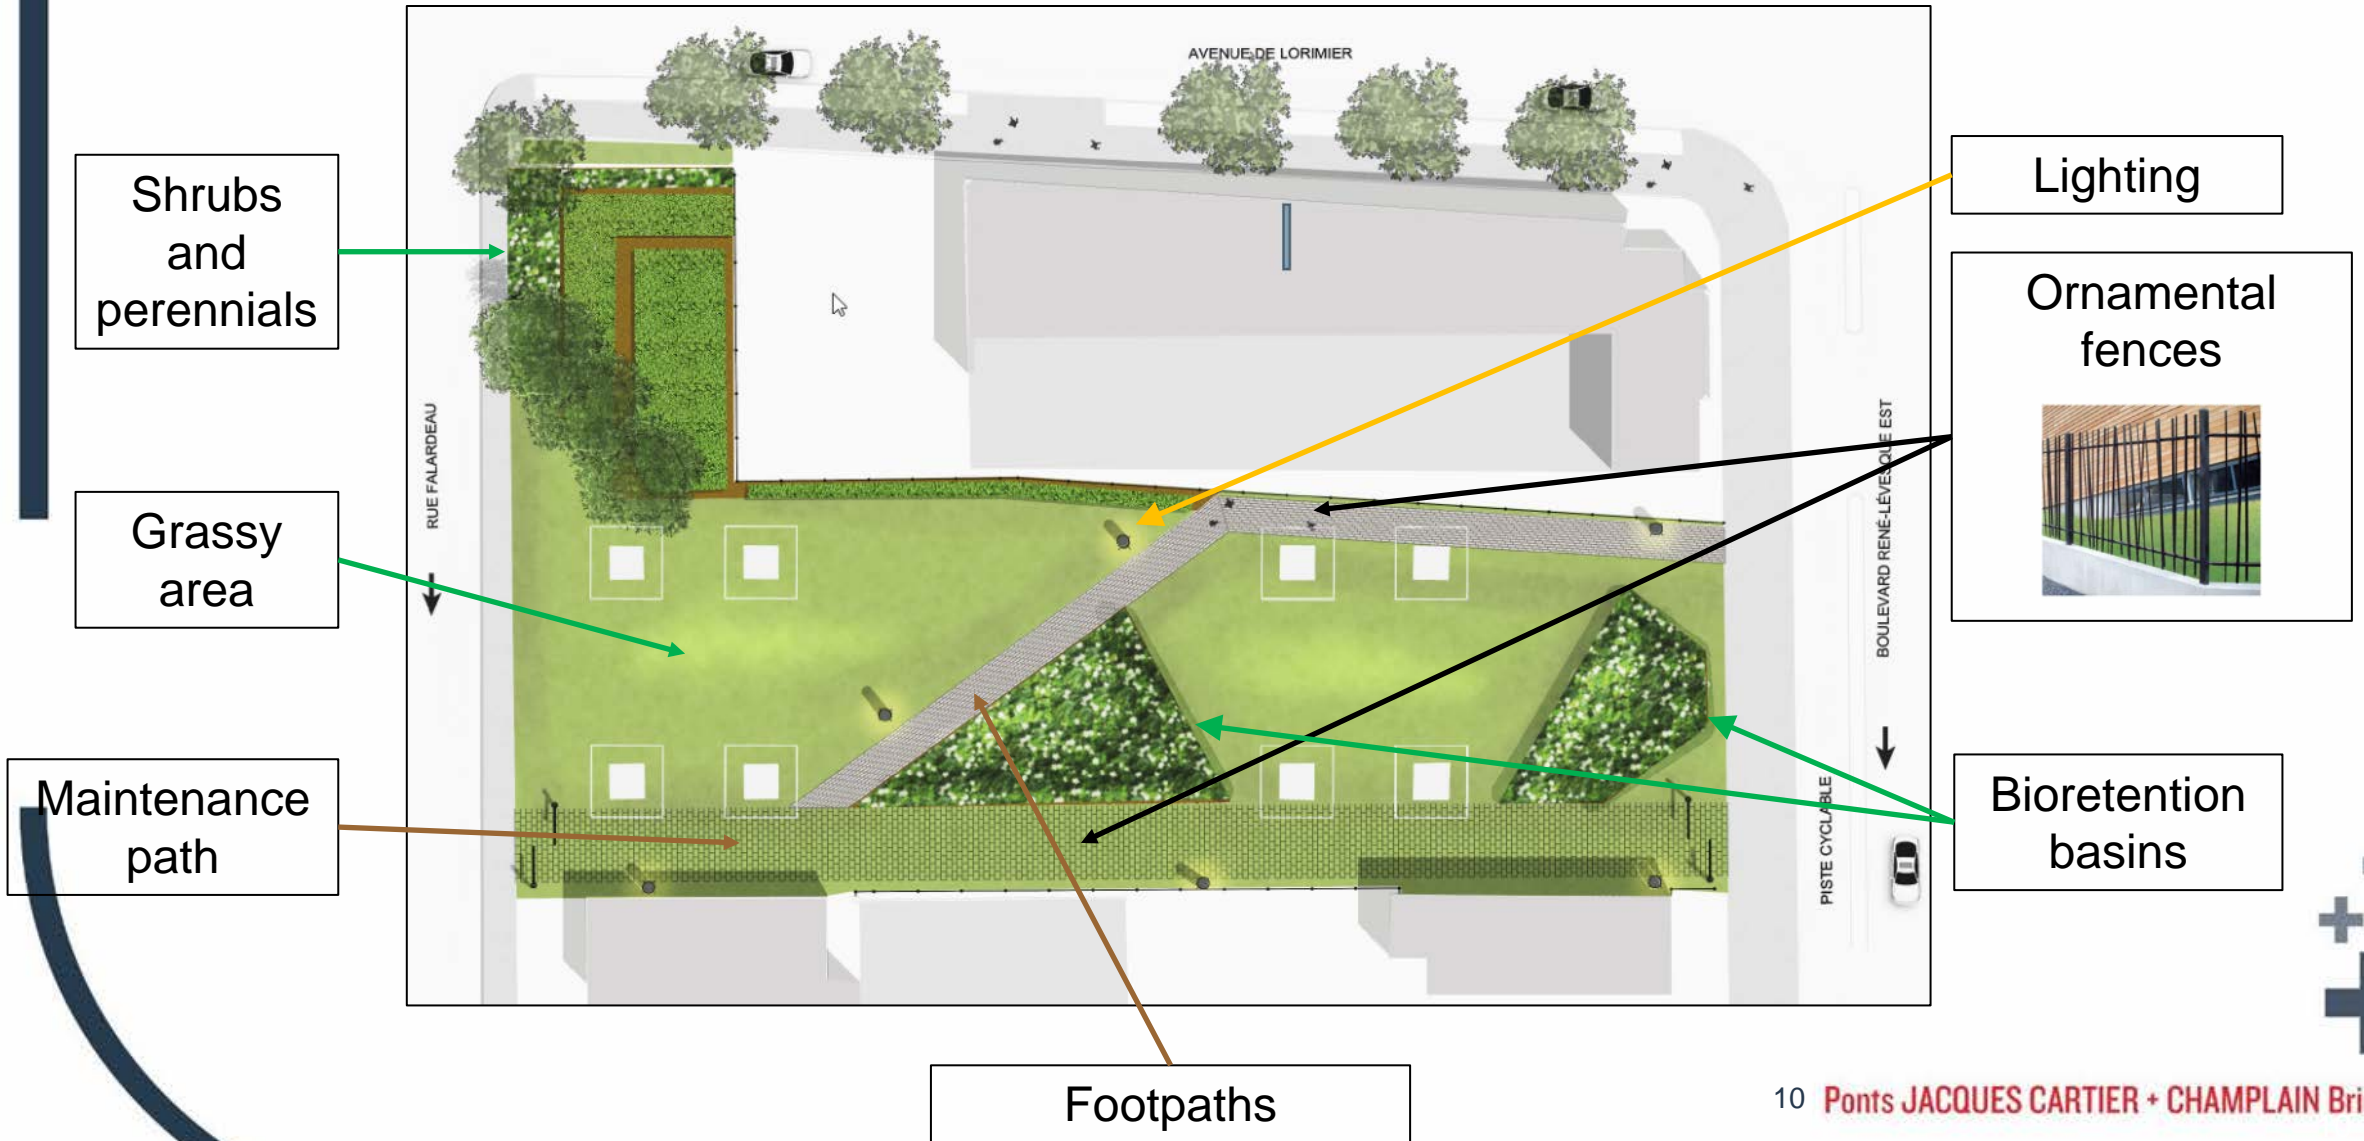 AVENUE DE LORIMIER
Shrubs
and
perennials
Lighting
Ornamental
fences
RUE FALARDEAU
BOULEVARD RENÉ-LÉVESQUE EST
Grassy
area
Maintenance
path
PISTE CYCLABLE
Bioretention
basins
Footpaths
10 Ponts JACQUES CARTIER + CHAMPLAIN Bri